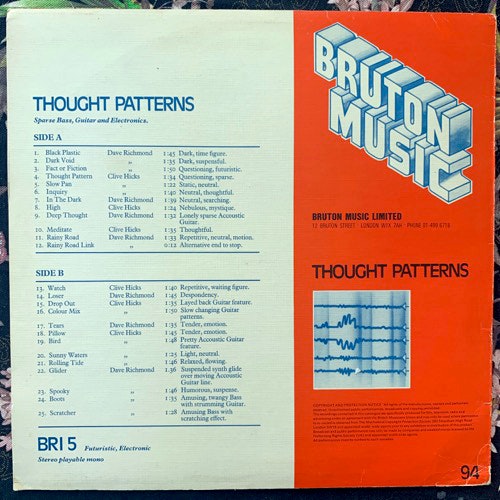 THOUGHT PATTERNS
Sparse Bass, Guitar and Electronics.
SIDE A
1. Black Plastic Dave Richmond 1:45 Dark, time figure.
2. Dark Void " 1:35 Dark, suspenseful.
3. Fact or Fiction " 1:50 Questioning, futuristic.
4. Thought Pattern Clive Hicks 1:34 Questioning, sparse.
5. Slow Pan " 1:22 Static, neutral.
6. Inquiry " 1:40 Neutral, thoughtful.
7. In The Dark Dave Richmond 1:39 Neutral, searching.
8. High Clive Hicks 1:24 Nebulous, mystique.
9. Deep Thought Dave Richmond 1:32 Lonely sparse Accoustic
Guitar.
10. Meditate Clive Hicks 1:35 Thoughtful.
11. Rainy Road Dave Richmond 1:33 Repetitive, neutral, motion.
12. Rainy Road Link " 0:12 Alternative end to stop.
SIDE B
13. Watch Clive Hicks 1:40 Repetitive, waiting figure.
14. Loser Dave Richmond 1:45 Despondency.
15. Drop Out Clive Hicks 1:35 Layed back Guitar feature.
16. Colour Mix " 1:50 Slow changing Guitar
patterns.
17. Tears Dave Richmond 1:35 Tender, emotion.
18. Pillow Clive Hicks 1:45 Tender, emotion.
19. Bird " 1:48 Pretty Accoustic Guitar
feature.
20. Sunny Waters " 1:25 Light, neutral.
21. Rolling Tide " 1:46 Relaxed, flowing.
22. Glider Dave Richmond 1.36 Suspended synth glide
over moving Accoustic
Guitar line.
23. Spooky " 1:46 Humorous, suspense.
24. Boots " 1:35 Amusing, twangy Bass
with strumming Guitar.
25. Scratcher " 1:28 Amusing Bass with
scratching effect.
BRI 5 Futuristic, Electronic
Stereo playable mono
BRUTON
MUSIC
BRUTON MUSIC LIMITED
12 BRUTON STREET · LONDON W1X 7AH · PHONE 01-499 6716
THOUGHT PATTERNS
94